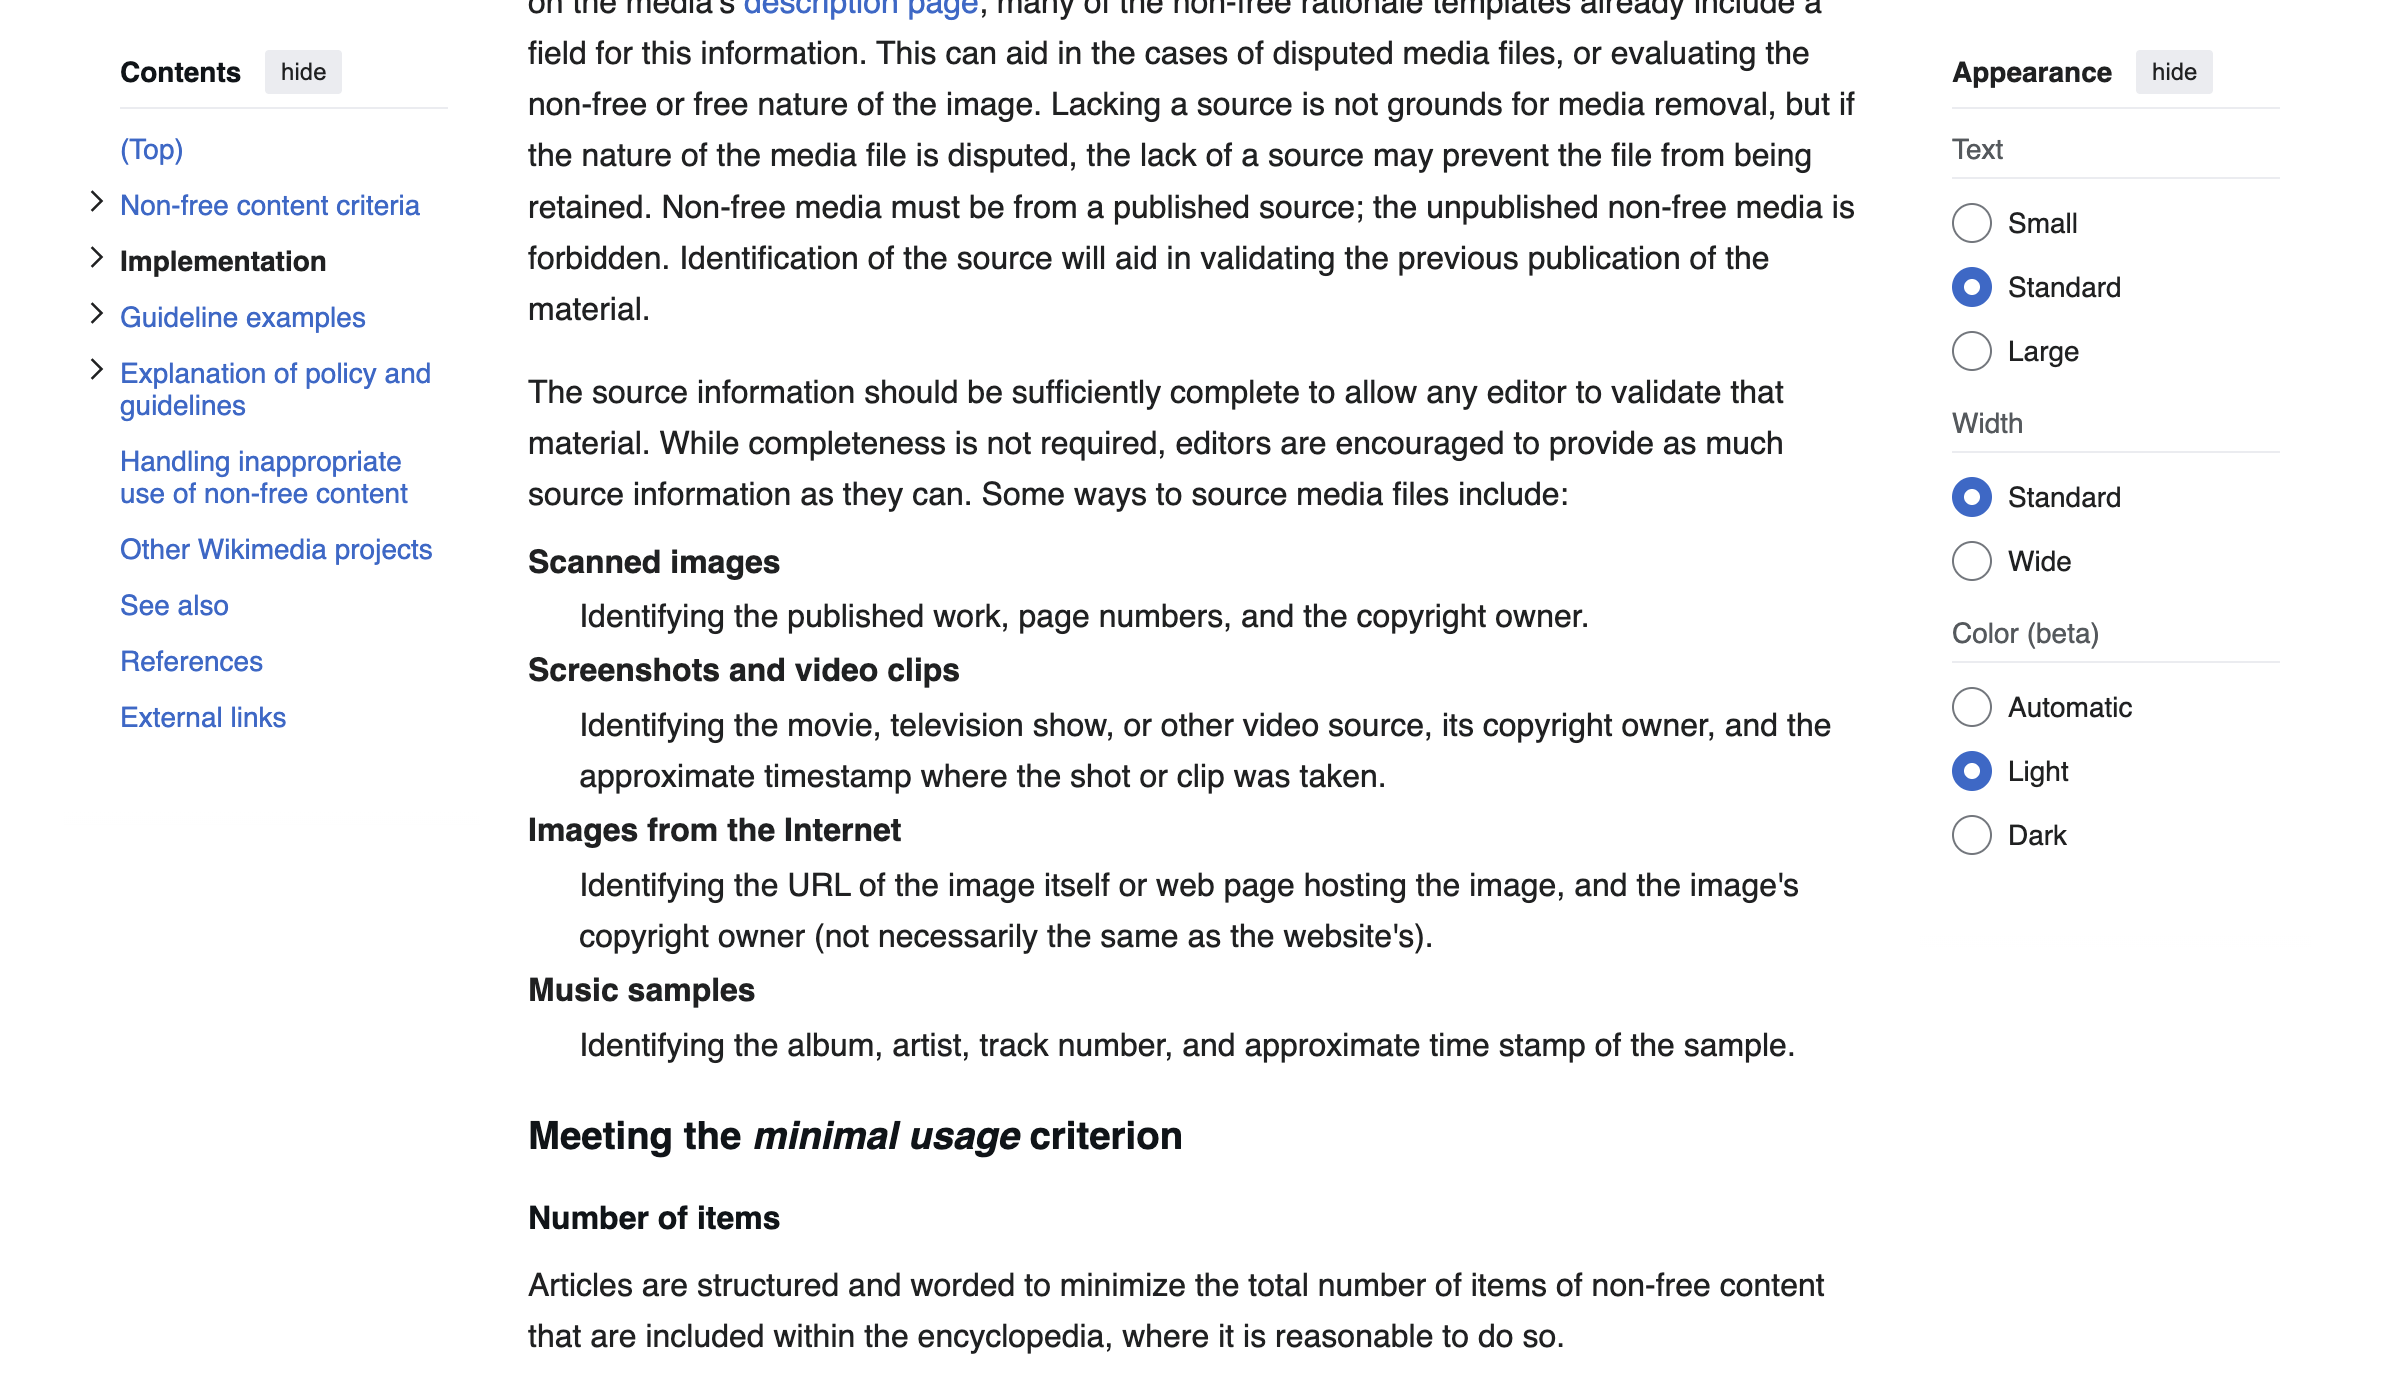 Contents hide
(Top)
Non-free content criteria
Implementation
Guideline examples
Explanation of policy and
guidelines
Handling inappropriate
use of non-free content
Other Wikimedia projects
See also
References
External links
on the media's description page, many of the non-free rationale templates already include a
field for this information. This can aid in the cases of disputed media files, or evaluating the
non-free or free nature of the image. Lacking a source is not grounds for media removal, but if
the nature of the media file is disputed, the lack of a source may prevent the file from being
retained. Non-free media must be from a published source; the unpublished non-free media is
forbidden. Identification of the source will aid in validating the previous publication of the
material.
The source information should be sufficiently complete to allow any editor to validate that
material. While completeness is not required, editors are encouraged to provide as much
source information as they can. Some ways to source media files include:
Scanned images
Identifying the published work, page numbers, and the copyright owner.
Screenshots and video clips
Identifying the movie, television show, or other video source, its copyright owner, and the
approximate timestamp where the shot or clip was taken.
Images from the Internet
Identifying the URL of the image itself or web page hosting the image, and the image's
copyright owner (not necessarily the same as the website's).
Music samples
Identifying the album, artist, track number, and approximate time stamp of the sample.
Meeting the minimal usage criterion
Number of items
Articles are structured and worded to minimize the total number of items of non-free content
that are included within the encyclopedia, where it is reasonable to do so.
Appearance hide
Text
Small
Standard
Large
Width
Standard
Wide
Color (beta)
Automatic
Light
Dark